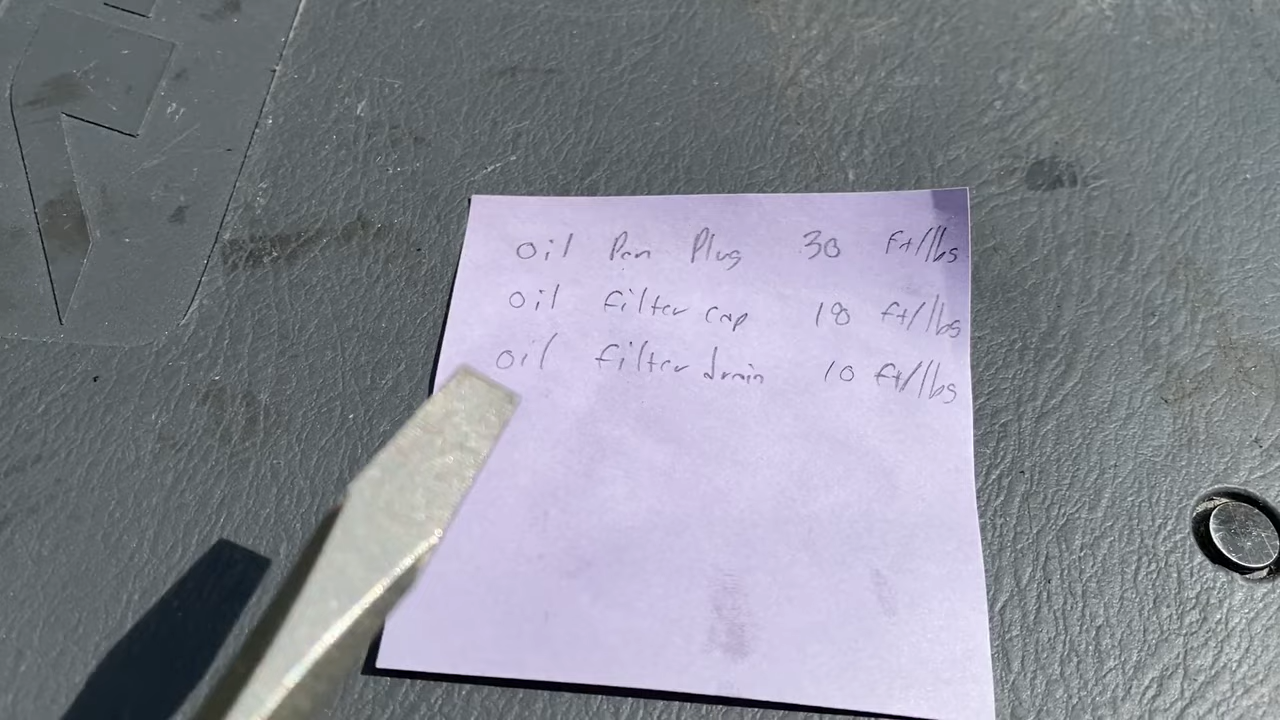 oil Pan Plug 30 ft/lbs
oil filter cap 18 ft/lbs
oil filter drain 10 ft/lbs